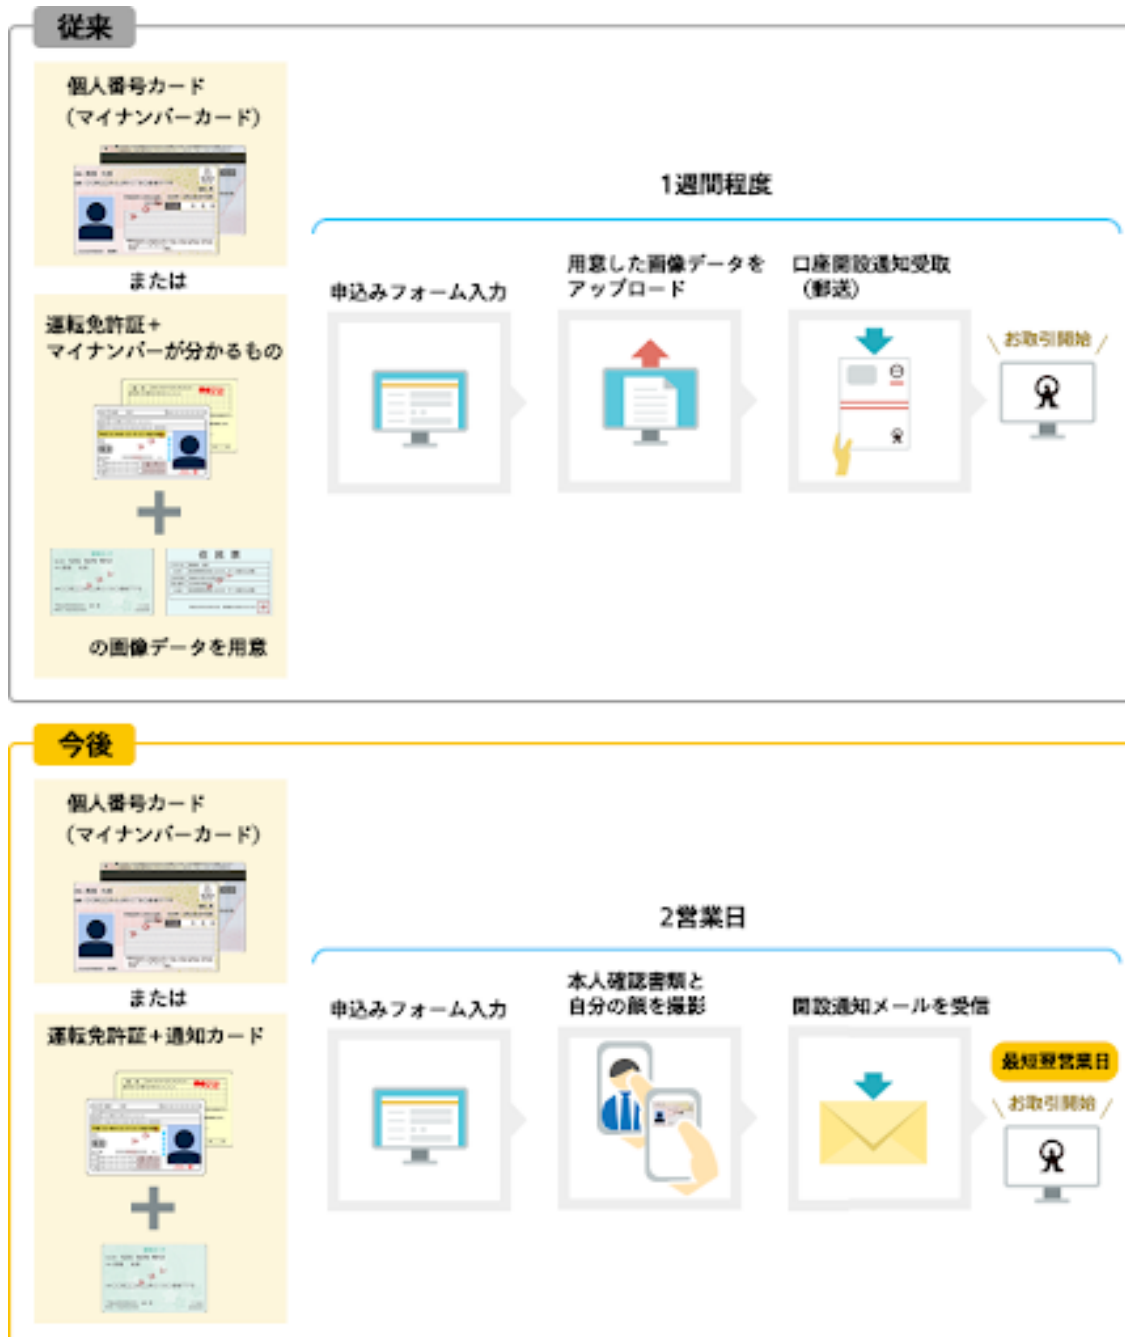 従来
個人番号カード
(マイナンバーカード)
または
運転免許証+
マイナンバーが分かるもの
の画像データを用意
1週間程度
申込みフォーム入力
用意した画像データを
アップロード
口座開設通知受取
(郵送)
お取引開始
今後
個人番号カード
(マイナンバーカード)
または
運転免許証+通知カード
2営業日
申込みフォーム入力
本人確認書類と
自分の顔を撮影
開設通知メールを受信
最短翌営業日
お取引開始